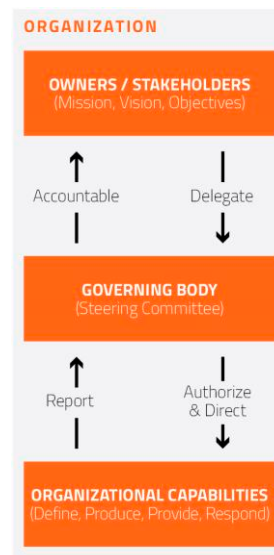 ORGANIZATION
OWNERS / STAKEHOLDERS
(Mission, Vision, Objectives)
Accountable
Delegate
GOVERNING BODY
(Steering Committee)
Report
Authorize
& Direct
ORGANIZATIONAL CAPABILITIES
(Define, Produce, Provide, Respond)